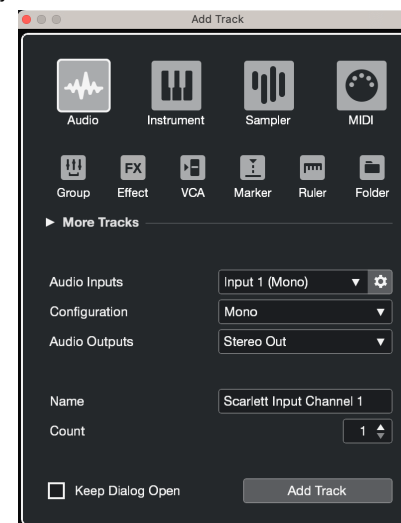 Add Track
Audio Instrument Sampler MIDI
FX
Group Effect VCA Marker Ruler Folder
More Tracks
Audio Inputs Input 1 (Mono)
Configuration Mono
Audio Outputs Stereo Out
Name Scarlett Input Channel 1
Count 1
Keep Dialog Open Add Track